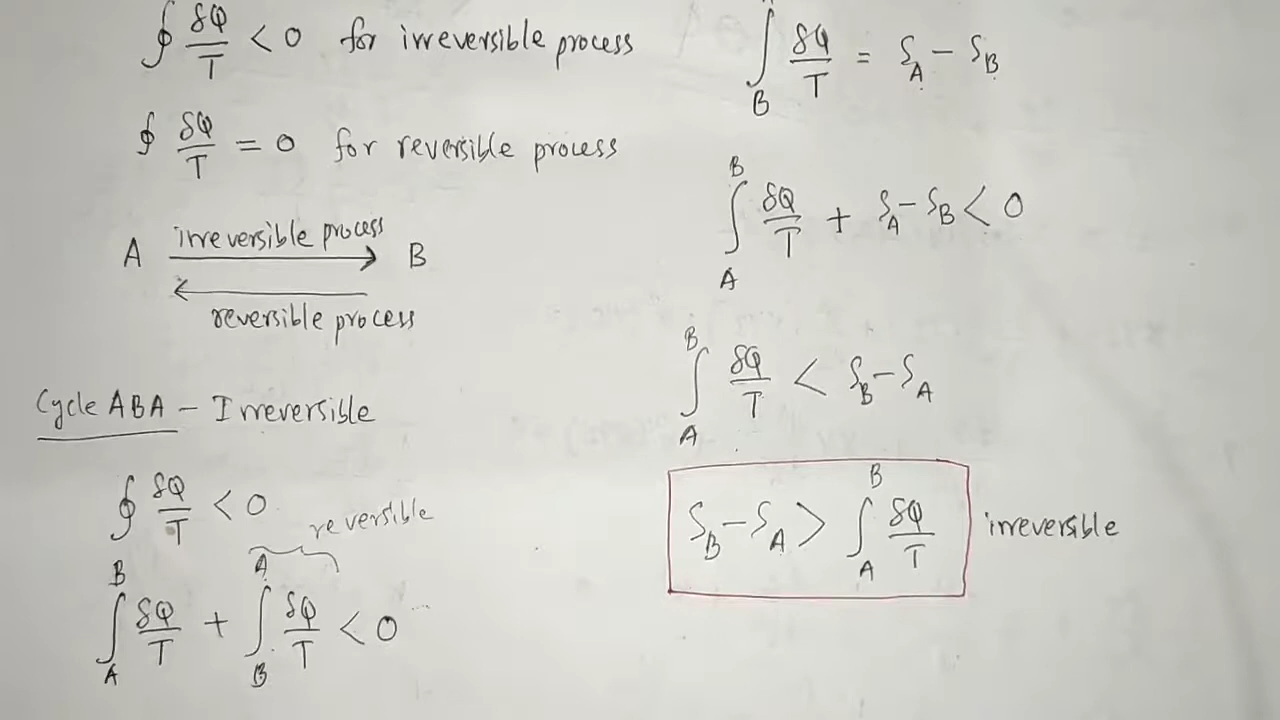 ∮ δQ/T < 0 for irreversible process
∮ δQ/T = 0 for reversible process
A irreversible process → B
← reversible process
Cycle ABA – Irreversible
∮ δQ/T < 0
reversible
∫_A^B δQ/T + ∫_B^A δQ/T < 0
∫_B δQ/T = S_A – S_B
∫_A^B δQ/T + S_A – S_B < 0
∫_A^B δQ/T < S_B – S_A
S_B – S_A > ∫_A^B δQ/T irreversible